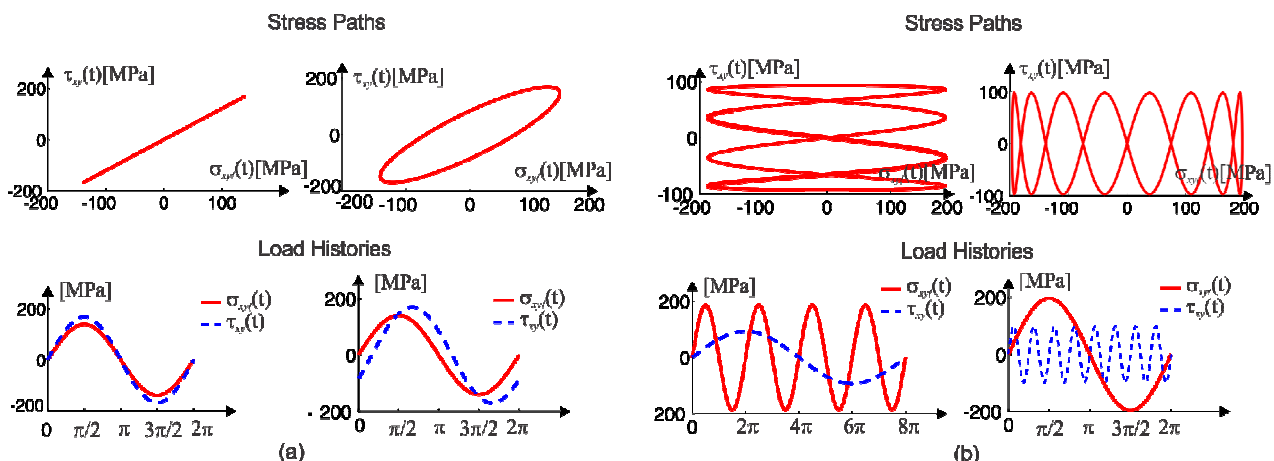 Stress Paths
Stress Paths
τxy(t)[MPa]
200
0
-200
-200 -100 0 100
σxy(t)[MPa]
τxy(t)[MPa]
200
0
-200
-100 0 100 200
σxy(t)[MPa]
τxy(t)[MPa]
100
0
-100
-200 -100 0 100 200
σxy(t)[MPa]
τxy(t)[MPa]
100
0
-100
-200 -100 0 100 200
σxy(t)[MPa]
Load Histories
Load Histories
[MPa]
σxy(t)
τxy(t)
200
0
-200
0 π/2 π 3π/2 2π
[MPa]
σxy(t)
τxy(t)
200
0
- 200
0 π/2 π 3π/2 2π
[MPa]
σxy(t)
τxy(t)
200
0
200
0 2π 4π 6π 8π
[MPa]
σxy(t)
τxy(t)
200
0
-200
0 π/2 π 3π/2 2π
(a)
(b)